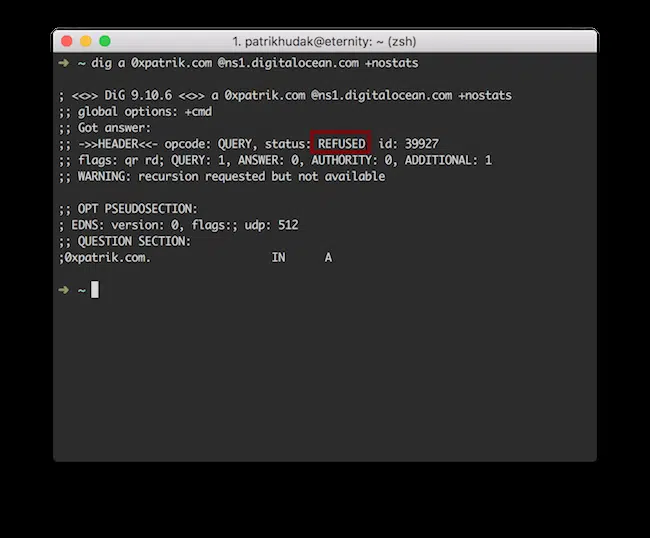 1. patrikhudak@eternity: ~ (zsh)
➜ ~ dig a 0xpatrik.com @ns1.digitalocean.com +nostats
; <<>> DiG 9.10.6 <<>> a 0xpatrik.com @ns1.digitalocean.com +nostats
;; global options: +cmd
;; Got answer:
;; ->>HEADER<<- opcode: QUERY, status: REFUSED id: 39927
;; flags: qr rd; QUERY: 1, ANSWER: 0, AUTHORITY: 0, ADDITIONAL: 1
;; WARNING: recursion requested but not available
;; OPT PSEUDOSECTION:
; EDNS: version: 0, flags:; udp: 512
;; QUESTION SECTION:
;0xpatrik.com. IN A
➜ ~